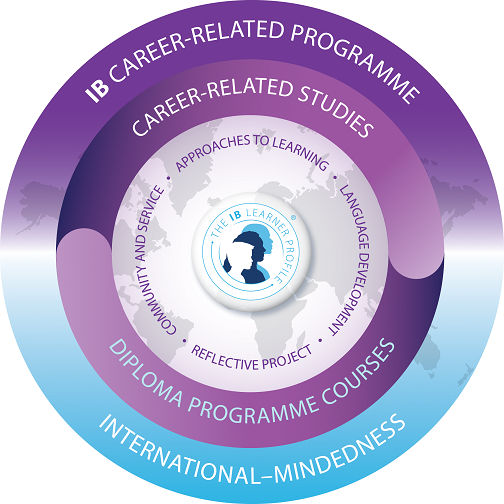 IB CAREER-RELATED PROGRAMME
CAREER-RELATED STUDIES
• APPROACHES TO LEARNING •
LANGUAGE DEVELOPMENT
COMMUNITY AND SERVICE
THE IB LEARNER PROFILE
®
• REFLECTIVE PROJECT •
DIPLOMA PROGRAMME COURSES
INTERNATIONAL–MINDEDNESS